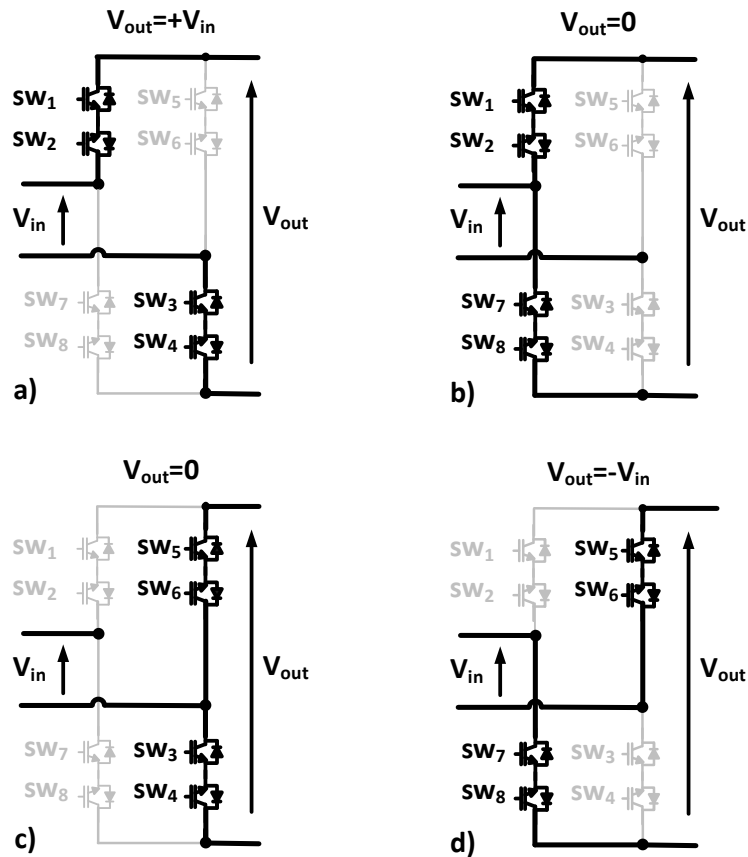 Vout=+Vin
SW1
SW5
SW2
SW6
Vin
Vout
SW7
SW3
SW8
SW4
a)
Vout=0
SW1
SW5
SW2
SW6
Vin
Vout
SW7
SW3
SW8
SW4
b)
Vout=0
SW1
SW5
SW2
SW6
Vin
Vout
SW7
SW3
SW8
SW4
c)
Vout=-Vin
SW1
SW5
SW2
SW6
Vin
Vout
SW7
SW3
SW8
SW4
d)